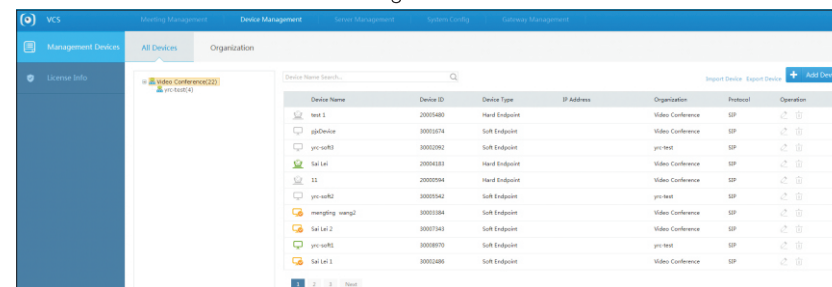 VCS Meeting Management Device Management Server Management System Config Gateway Management
Management Devices All Devices Organization
License Info Video Conference(22) Device Name Search... Import Device Export Device Add Dev
yrc-test(4)
Device Name Device ID Device Type IP Address Organization Protocol Operation
test 1 20005480 Hard Endpoint Video Conference SIP
pjxDevice 30001674 Soft Endpoint Video Conference SIP
yrc-soft3 30002092 Soft Endpoint yrc-test SIP
Sai Lei 20004183 Hard Endpoint Video Conference SIP
11 20000594 Hard Endpoint Video Conference SIP
yrc-soft2 30005542 Soft Endpoint yrc-test SIP
mengting wang2 30003384 Soft Endpoint Video Conference SIP
Sai Lei 2 30007343 Soft Endpoint Video Conference SIP
yrc-soft1 30008970 Soft Endpoint yrc-test SIP
Sai Lei 1 30002486 Soft Endpoint Video Conference SIP
1 2 3 Next